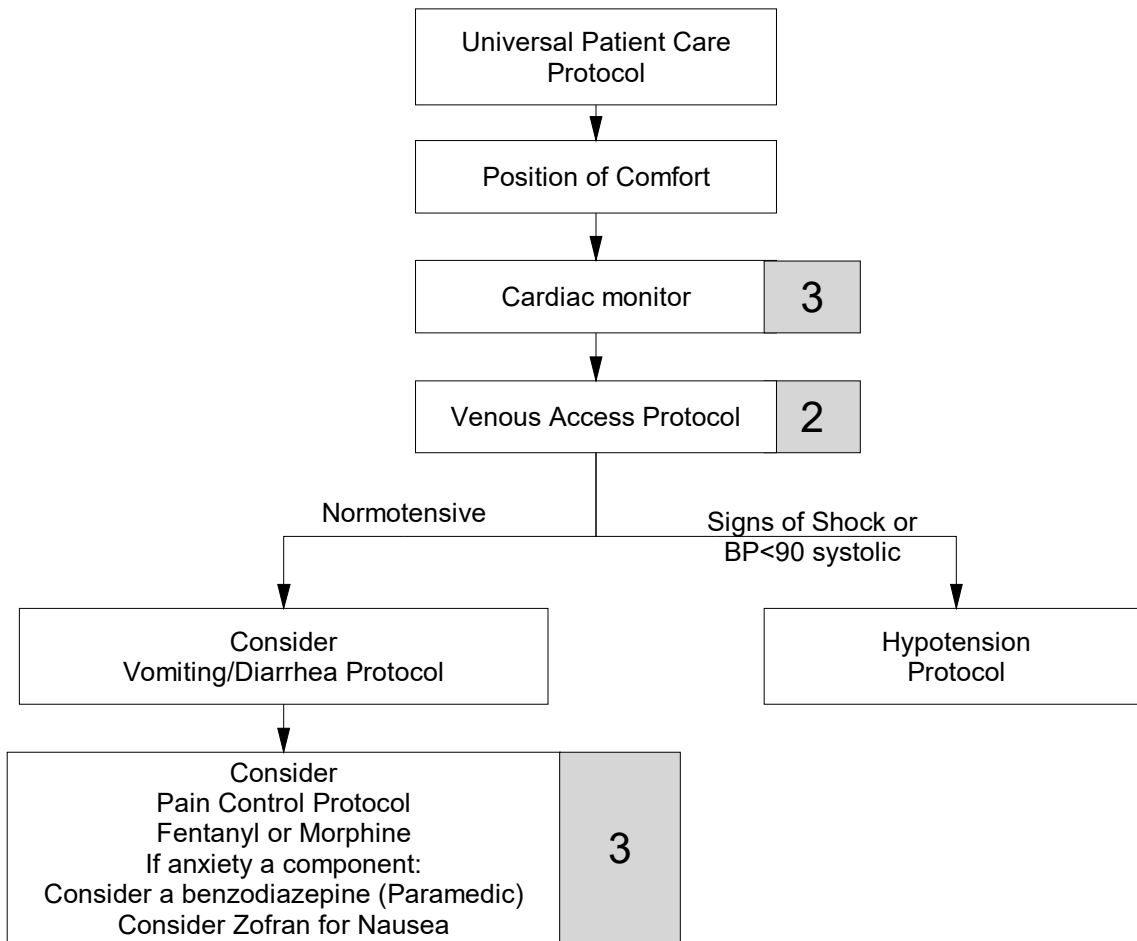 Universal Patient Care
Protocol
Position of Comfort
Cardiac monitor
3
Venous Access Protocol
2
Normotensive
Signs of Shock or
BP<90 systolic
Consider
Vomiting/Diarrhea Protocol
Hypotension
Protocol
Consider
Pain Control Protocol
Fentanyl or Morphine
If anxiety a component:
Consider a benzodiazepine (Paramedic)
Consider Zofran for Nausea
3